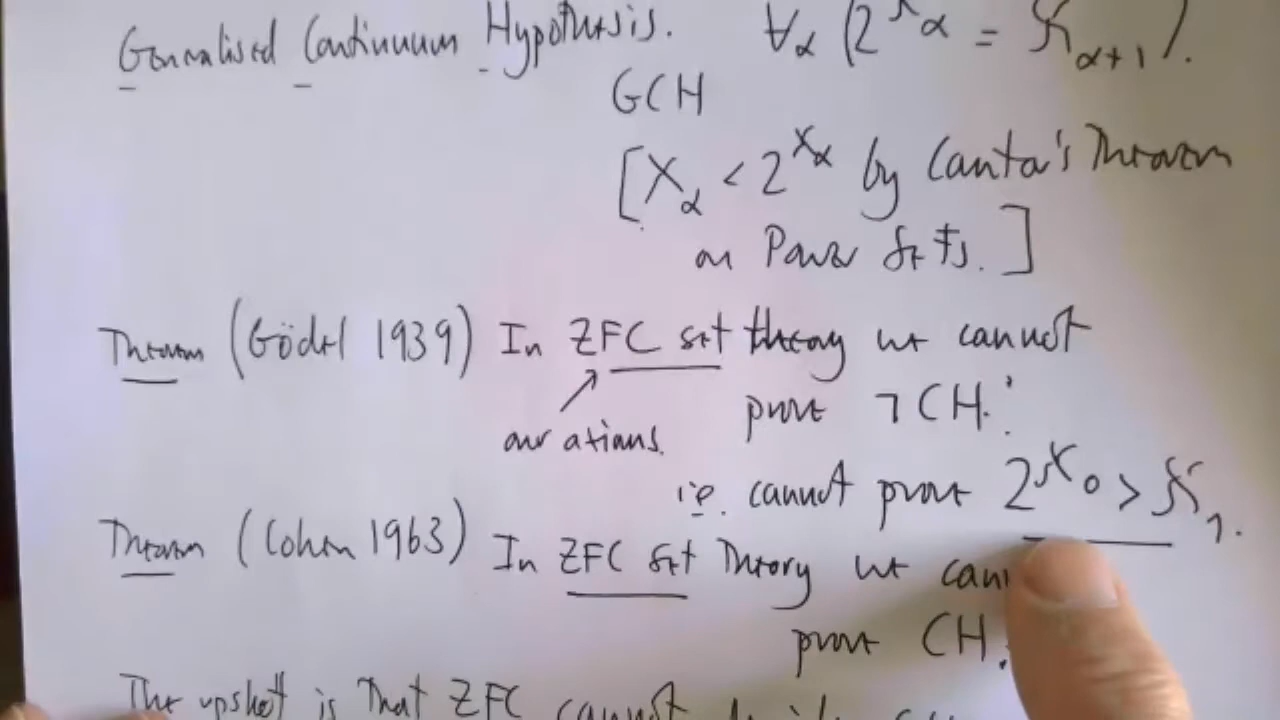 Generalised Continuum Hypothesis. ∀α (2^ℵα = ℵα+1).
GCH
[ℵα < 2^ℵα by Cantor's Theorem
on Power Sets.]
Theorem (Gödel 1939) In ZFC set theory we cannot
prove ¬CH.
our axioms.
i.e. cannot prove 2^ℵ0 > ℵ1.
Theorem (Cohen 1963) In ZFC set Theory we
prove CH.
The upshot is that ZFC cannot